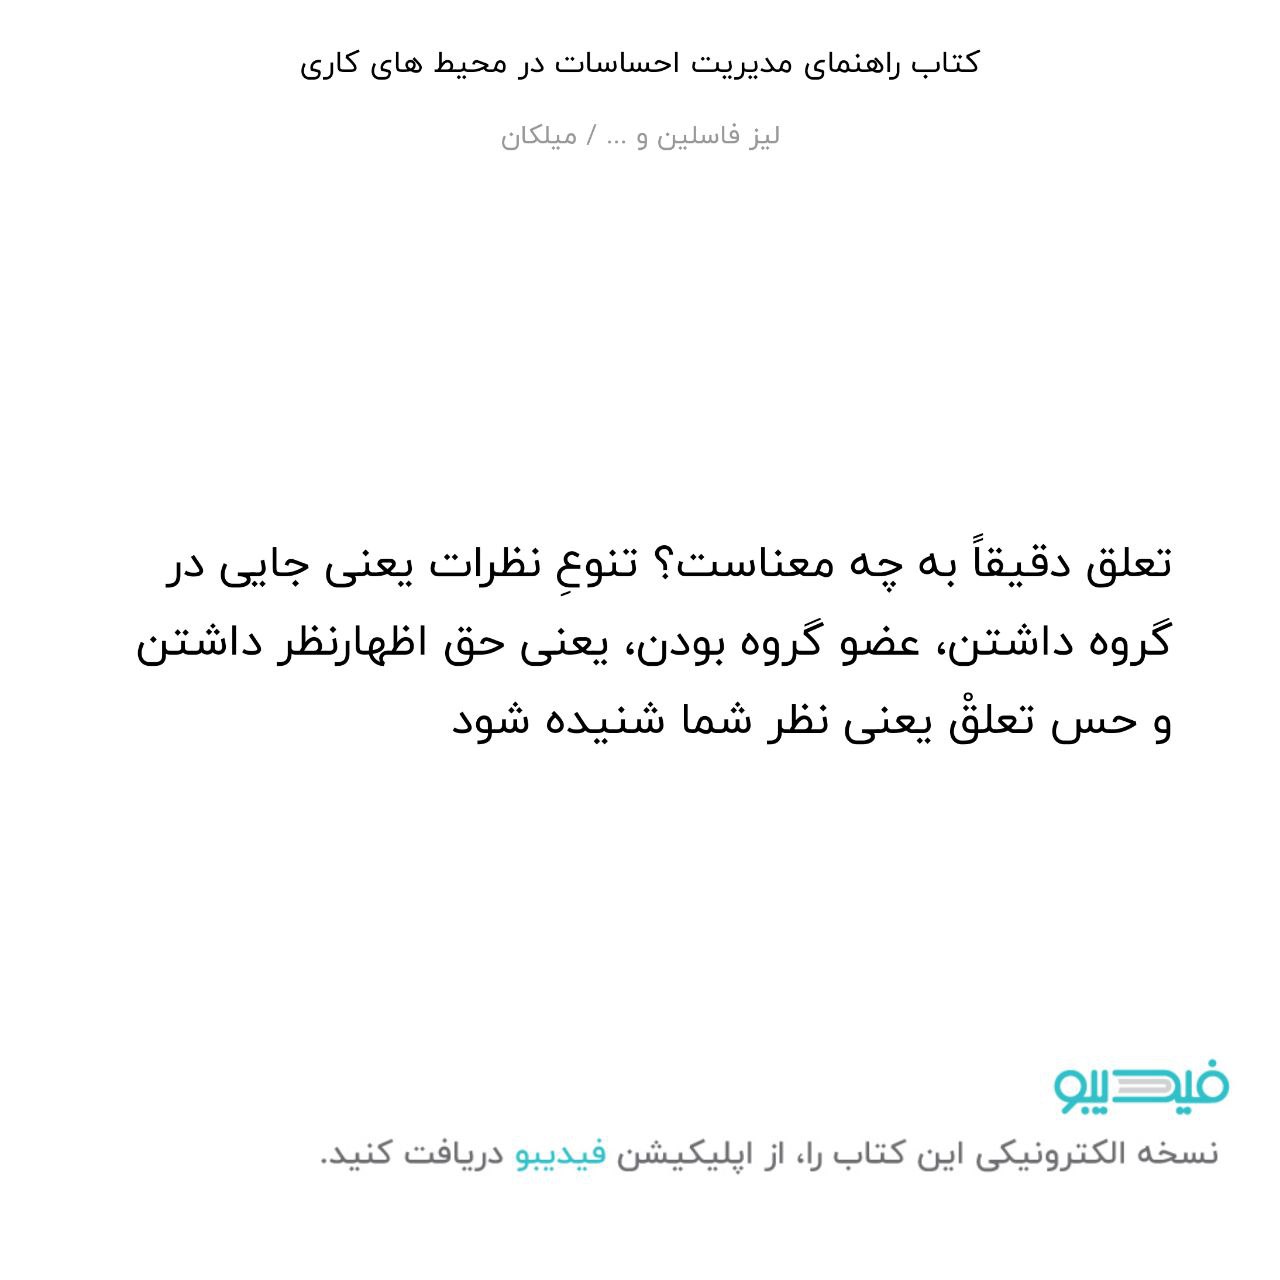 کتاب راهنمای مدیریت احساسات در محیط های کاری
لیز فاسلین و ... / میلکان
تعلق دقیقاً به چه معناست؟ تنوعِ نظرات یعنی جایی در
گروه داشتن، عضو گروه بودن، یعنی حق اظهارنظر داشتن
و حس تعلقْ یعنی نظر شما شنیده شود
فیدیبو
نسخه الکترونیکی این کتاب را، از اپلیکیشن فیدیبو دریافت کنید.